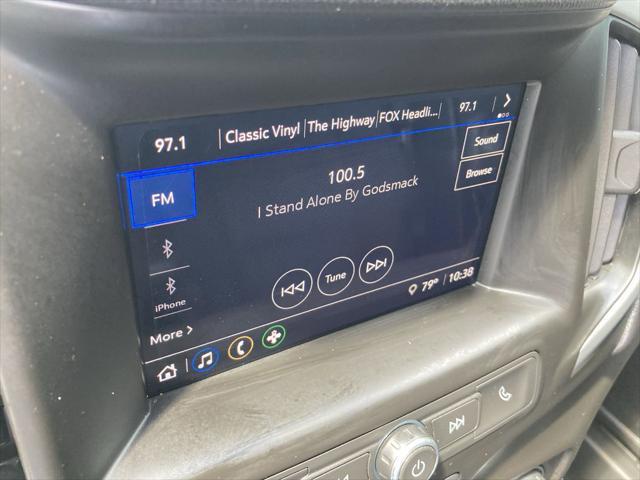 97.1 Classic Vinyl The Highway FOX Headli... 97.1
Sound
FM
100.5
Browse
I Stand Alone By Godsmack
iPhone
Tune
More
79° 10:38